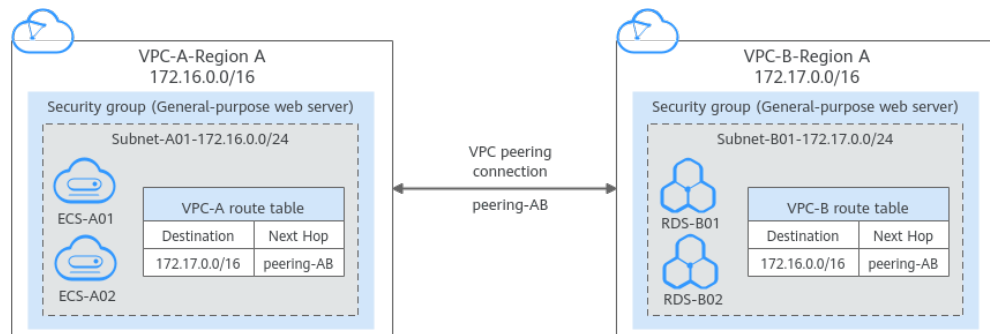 VPC-A-Region A
172.16.0.0/16
Security group (General-purpose web server)
Subnet-A01-172.16.0.0/24
ECS-A01
ECS-A02
VPC-A route table
Destination Next Hop
172.17.0.0/16 peering-AB
VPC peering
connection
peering-AB
VPC-B-Region A
172.17.0.0/16
Security group (General-purpose web server)
Subnet-B01-172.17.0.0/24
RDS-B01
RDS-B02
VPC-B route table
Destination Next Hop
172.16.0.0/16 peering-AB